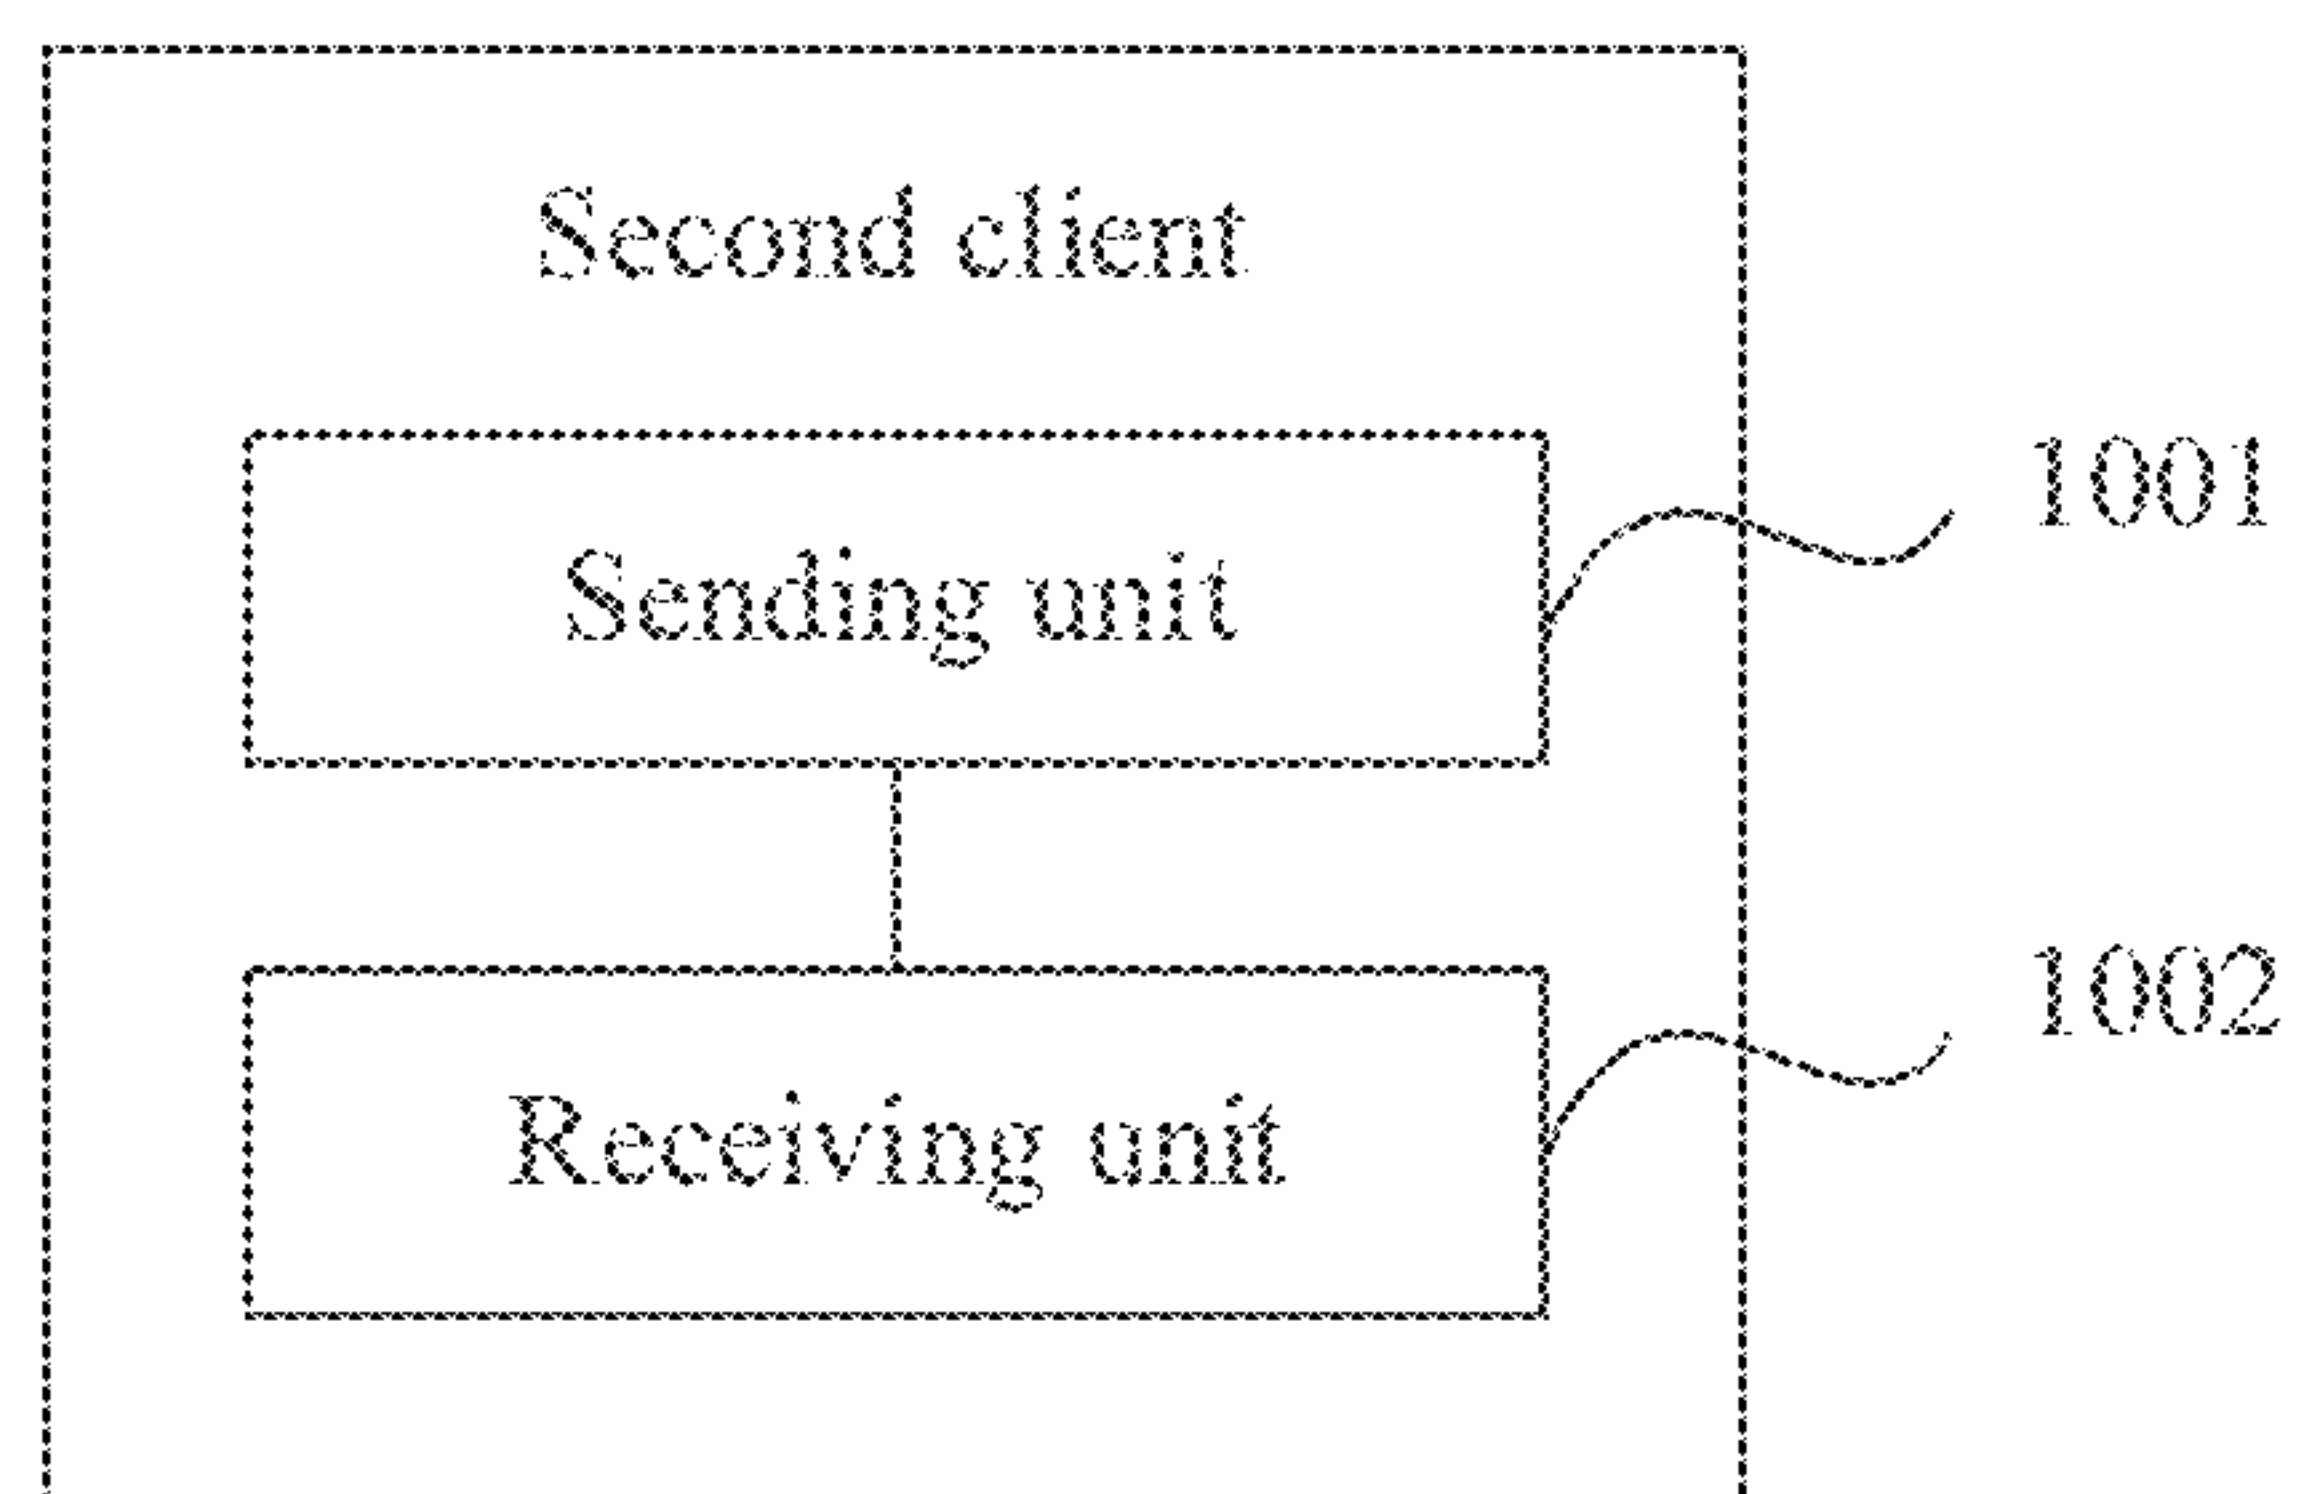 Second client
Sending unit
1001
Receiving unit
1002